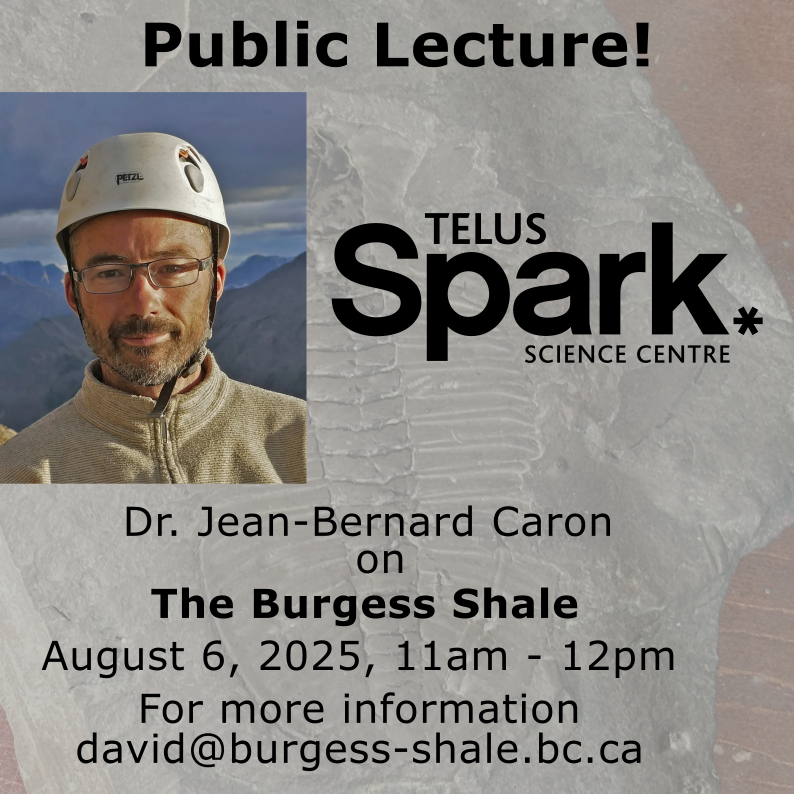 Public Lecture!
PETZL
TELUS
Spark.*
SCIENCE CENTRE
Dr. Jean-Bernard Caron
on
The Burgess Shale
August 6, 2025, 11am - 12pm
For more information
david@burgess-shale.bc.ca